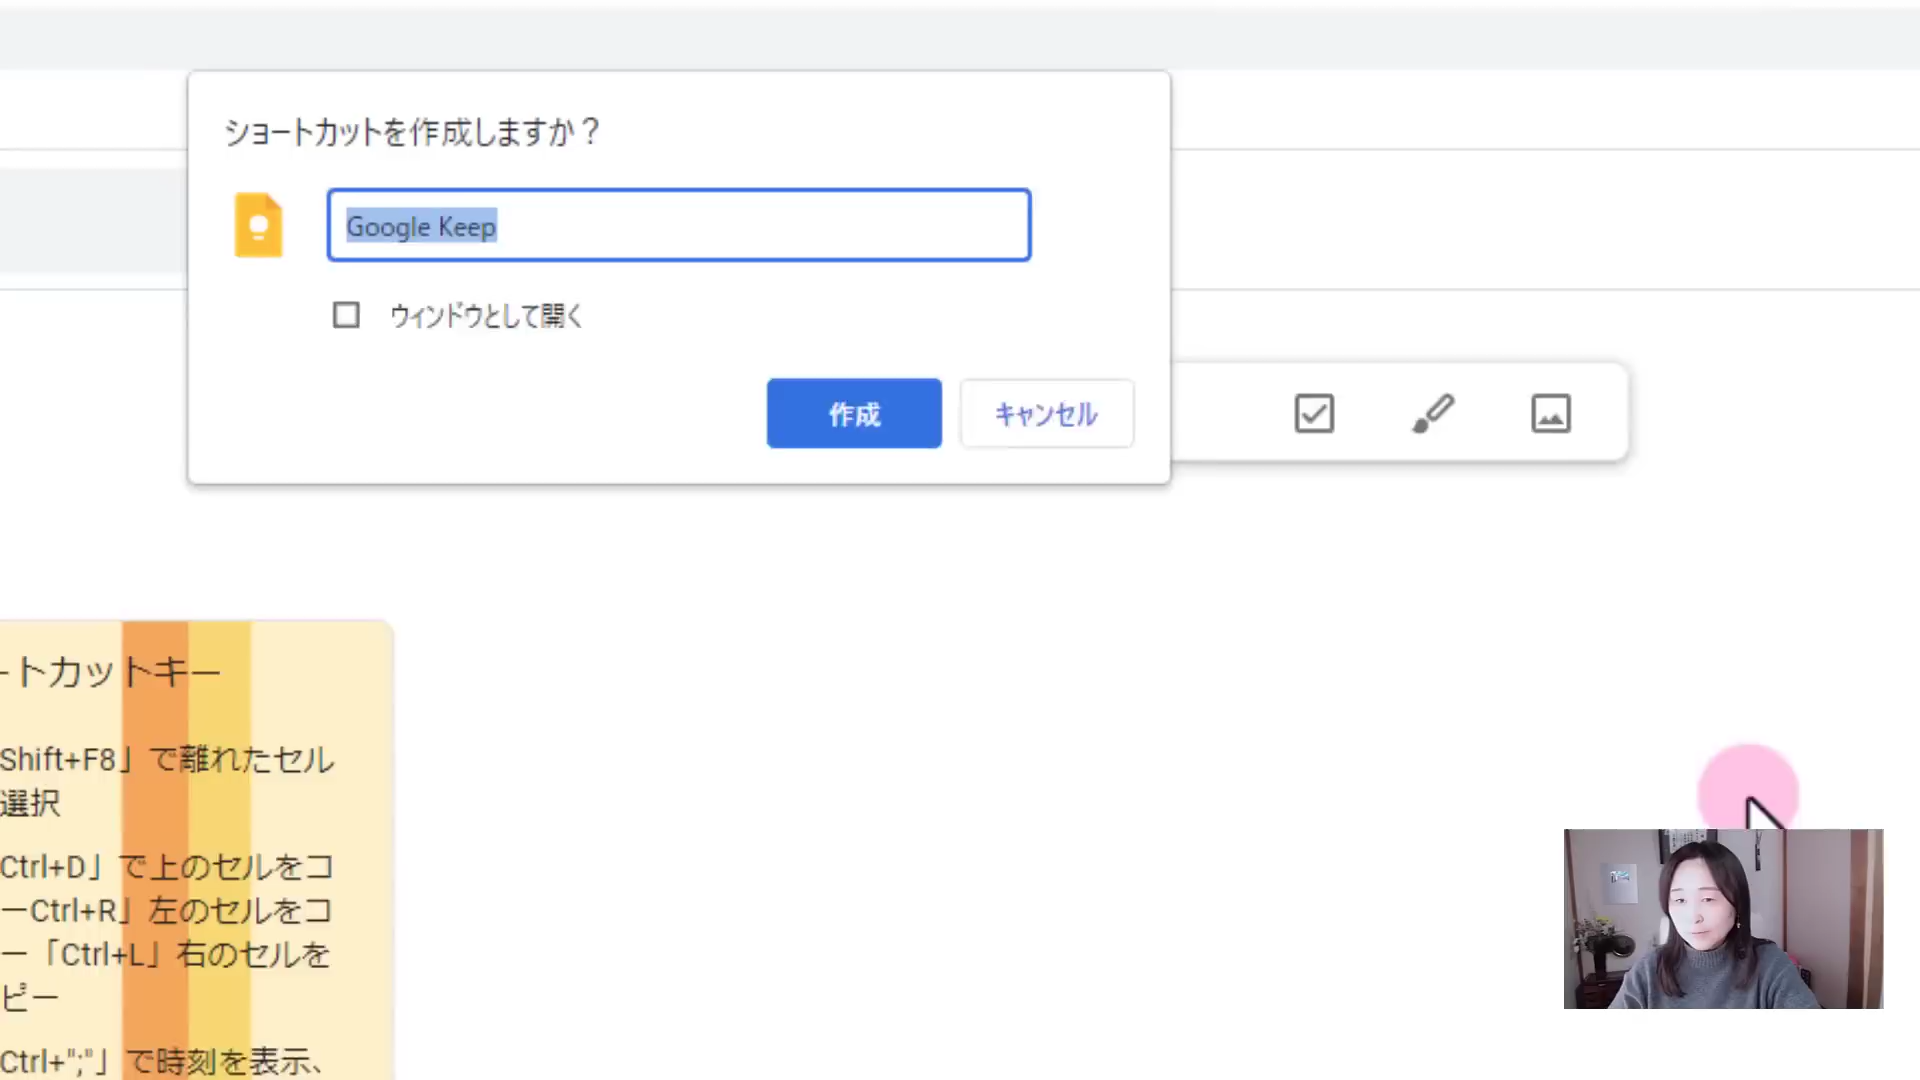 ショートカットを作成しますか？
Google Keep
ウィンドウとして開く
作成
キャンセル
ートカットキー
Shift+F8」で離れたセル
選択
Ctrl+D」で上のセルをコ
ーCtrl+R」左のセルをコ
ー「Ctrl+L」右のセルを
ピー
Ctrl+";"」で時刻を表示、